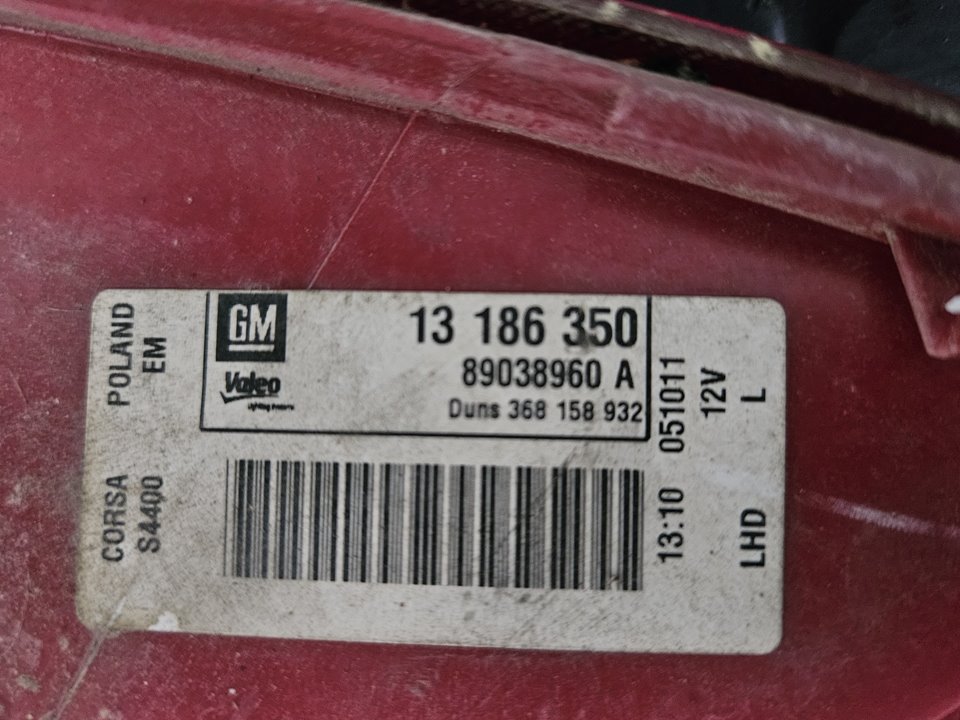 GM
13 186 350
Valeo
89038960 A
Duns 368 158 932
CORSA POLAND
S4400 EM
13:10 051011
12V
LHD L